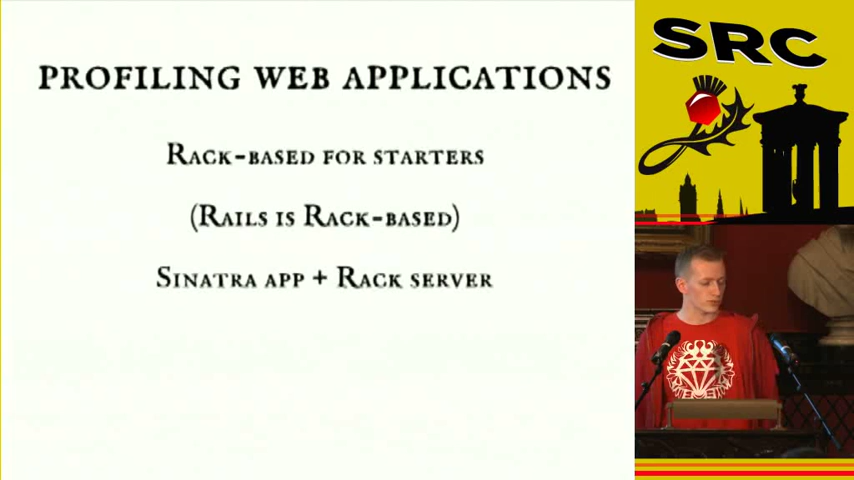 PROFILING WEB APPLICATIONS
RACK-BASED FOR STARTERS
(RAILS IS RACK-BASED)
SINATRA APP + RACK SERVER
SRC